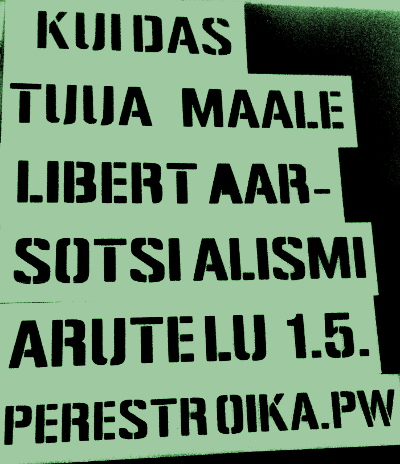 KUIDAS
TUUA MAALE
LIBERTAAR-
SOTSIALISMI
ARUTELU 1.5.
PERESTROIKA.PW